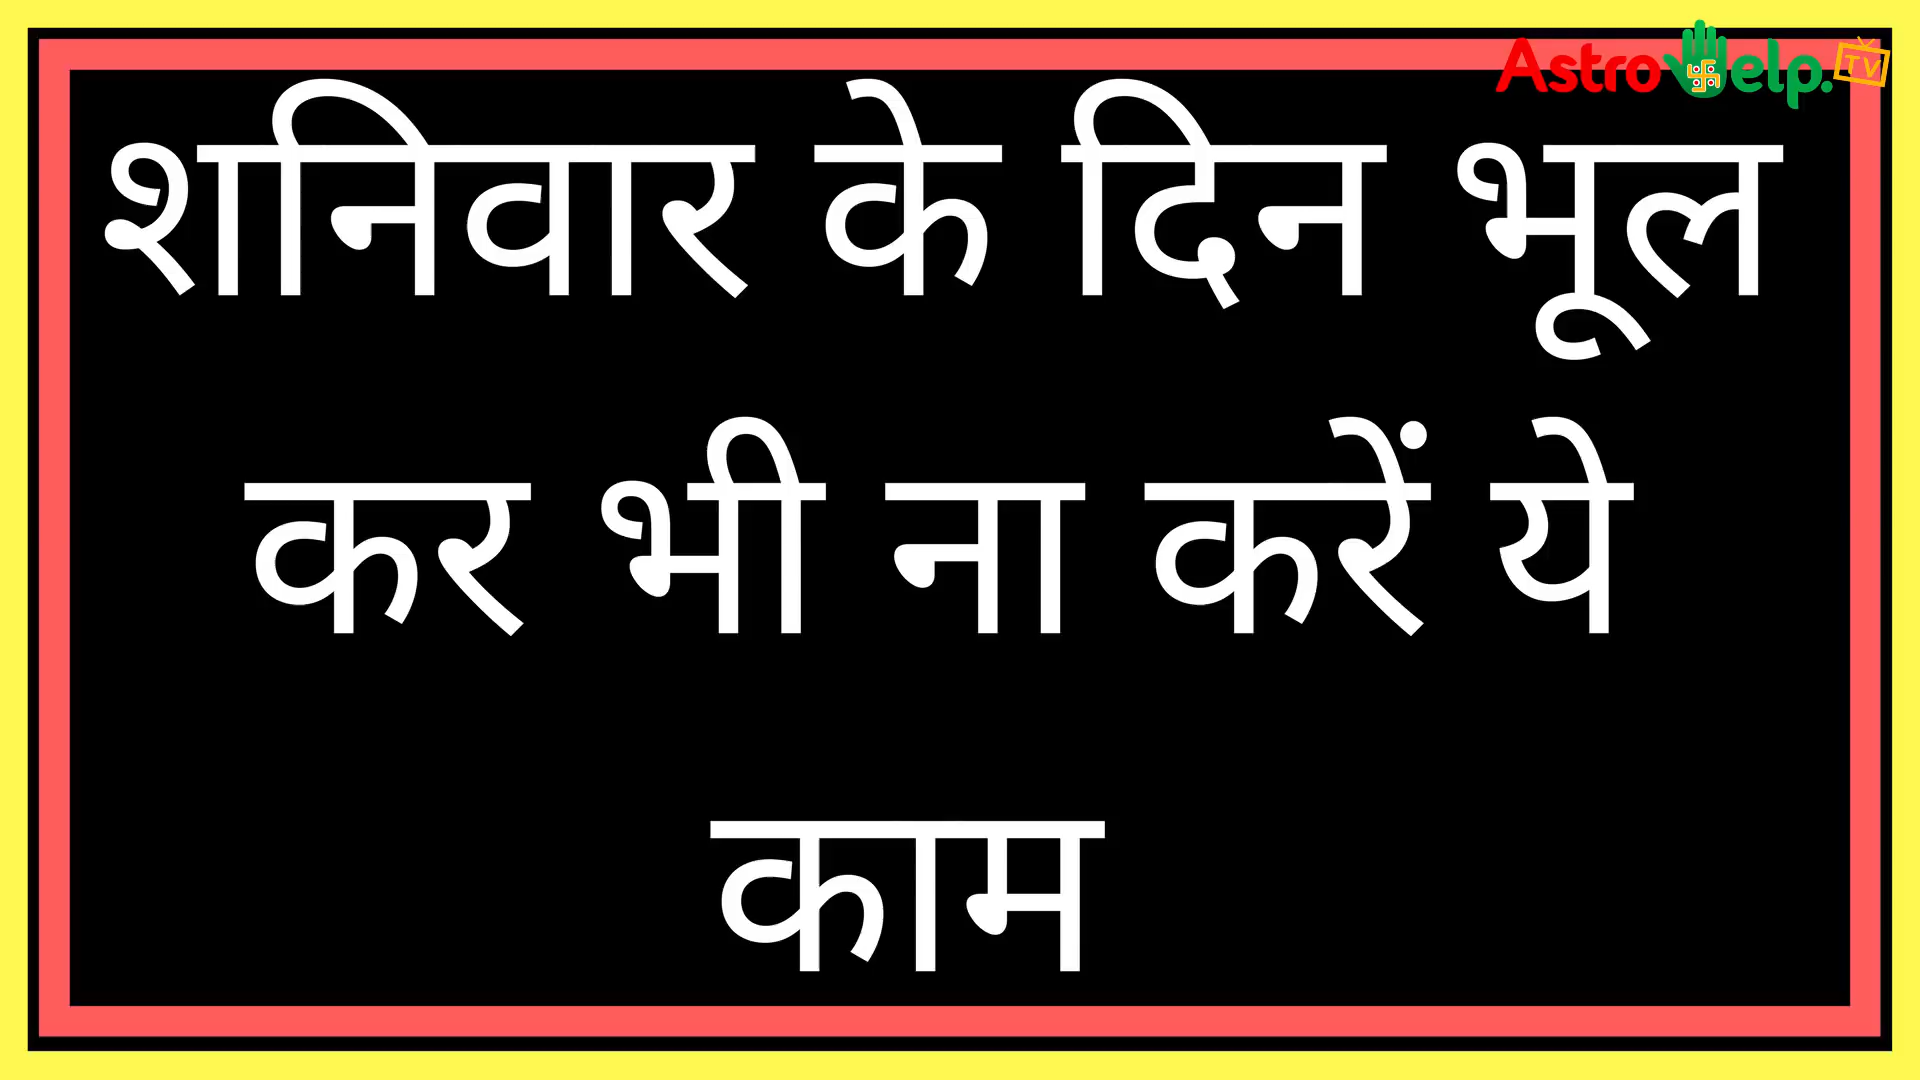 AstroHelp.TV
शनिवार के दिन भूल
कर भी ना करें ये
काम